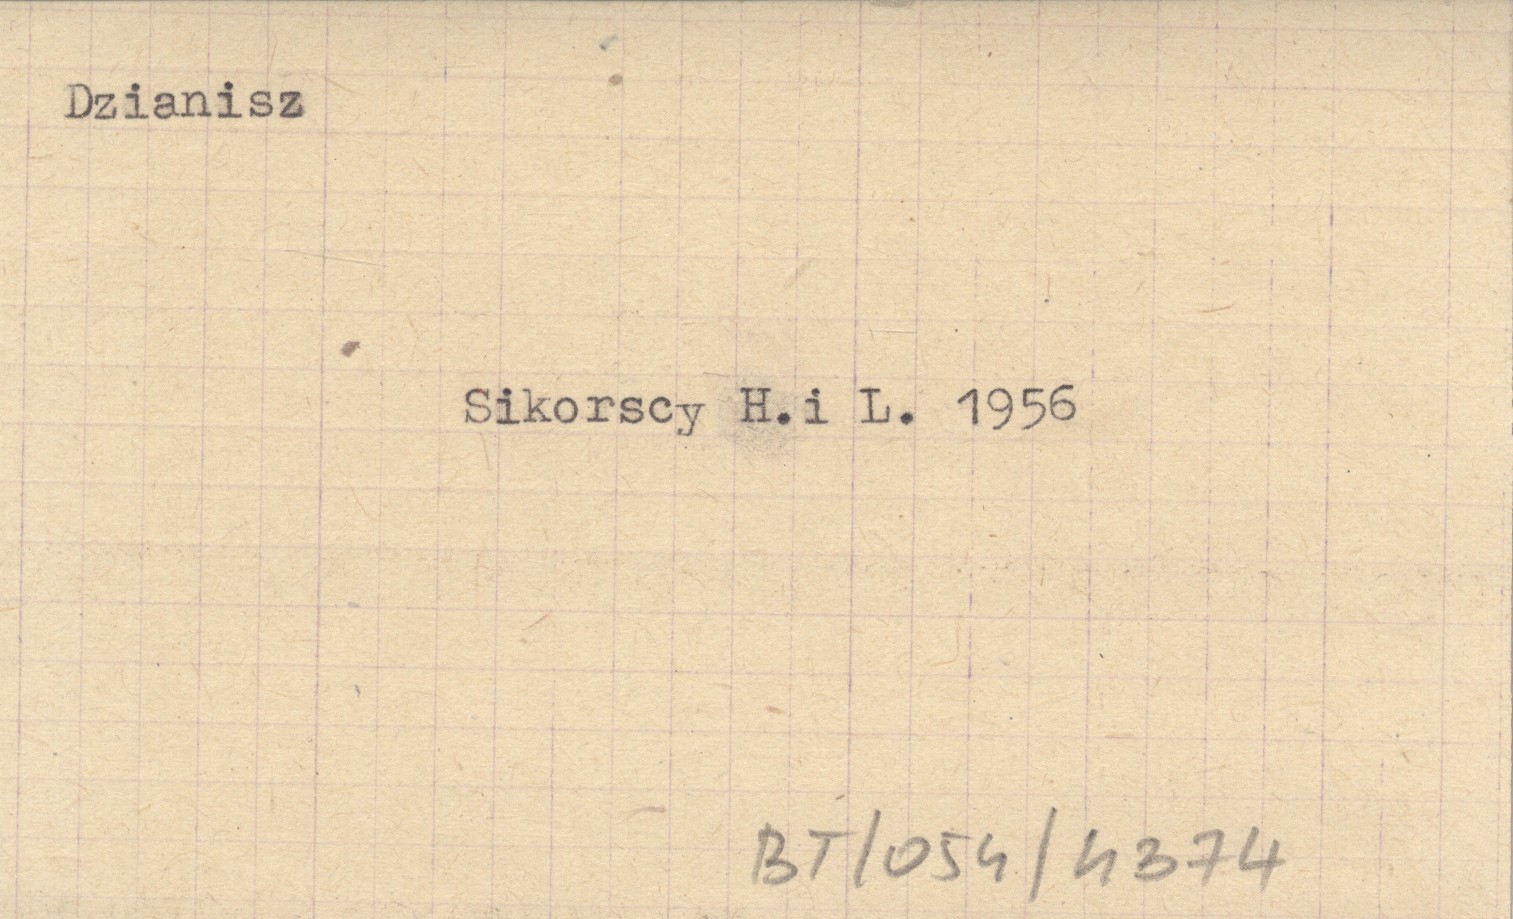 Dzianisz
Sikorscy H.i L. 1956
BT/054/4374